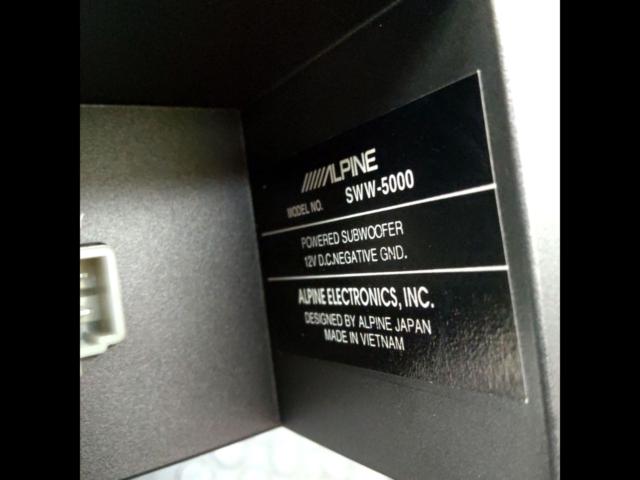 ALPINE
MODEL NO. SWW-5000
POWERED SUBWOOFER
12V D.C.NEGATIVE GND.
ALPINE ELECTRONICS, INC.
DESIGNED BY ALPINE JAPAN
MADE IN VIETNAM